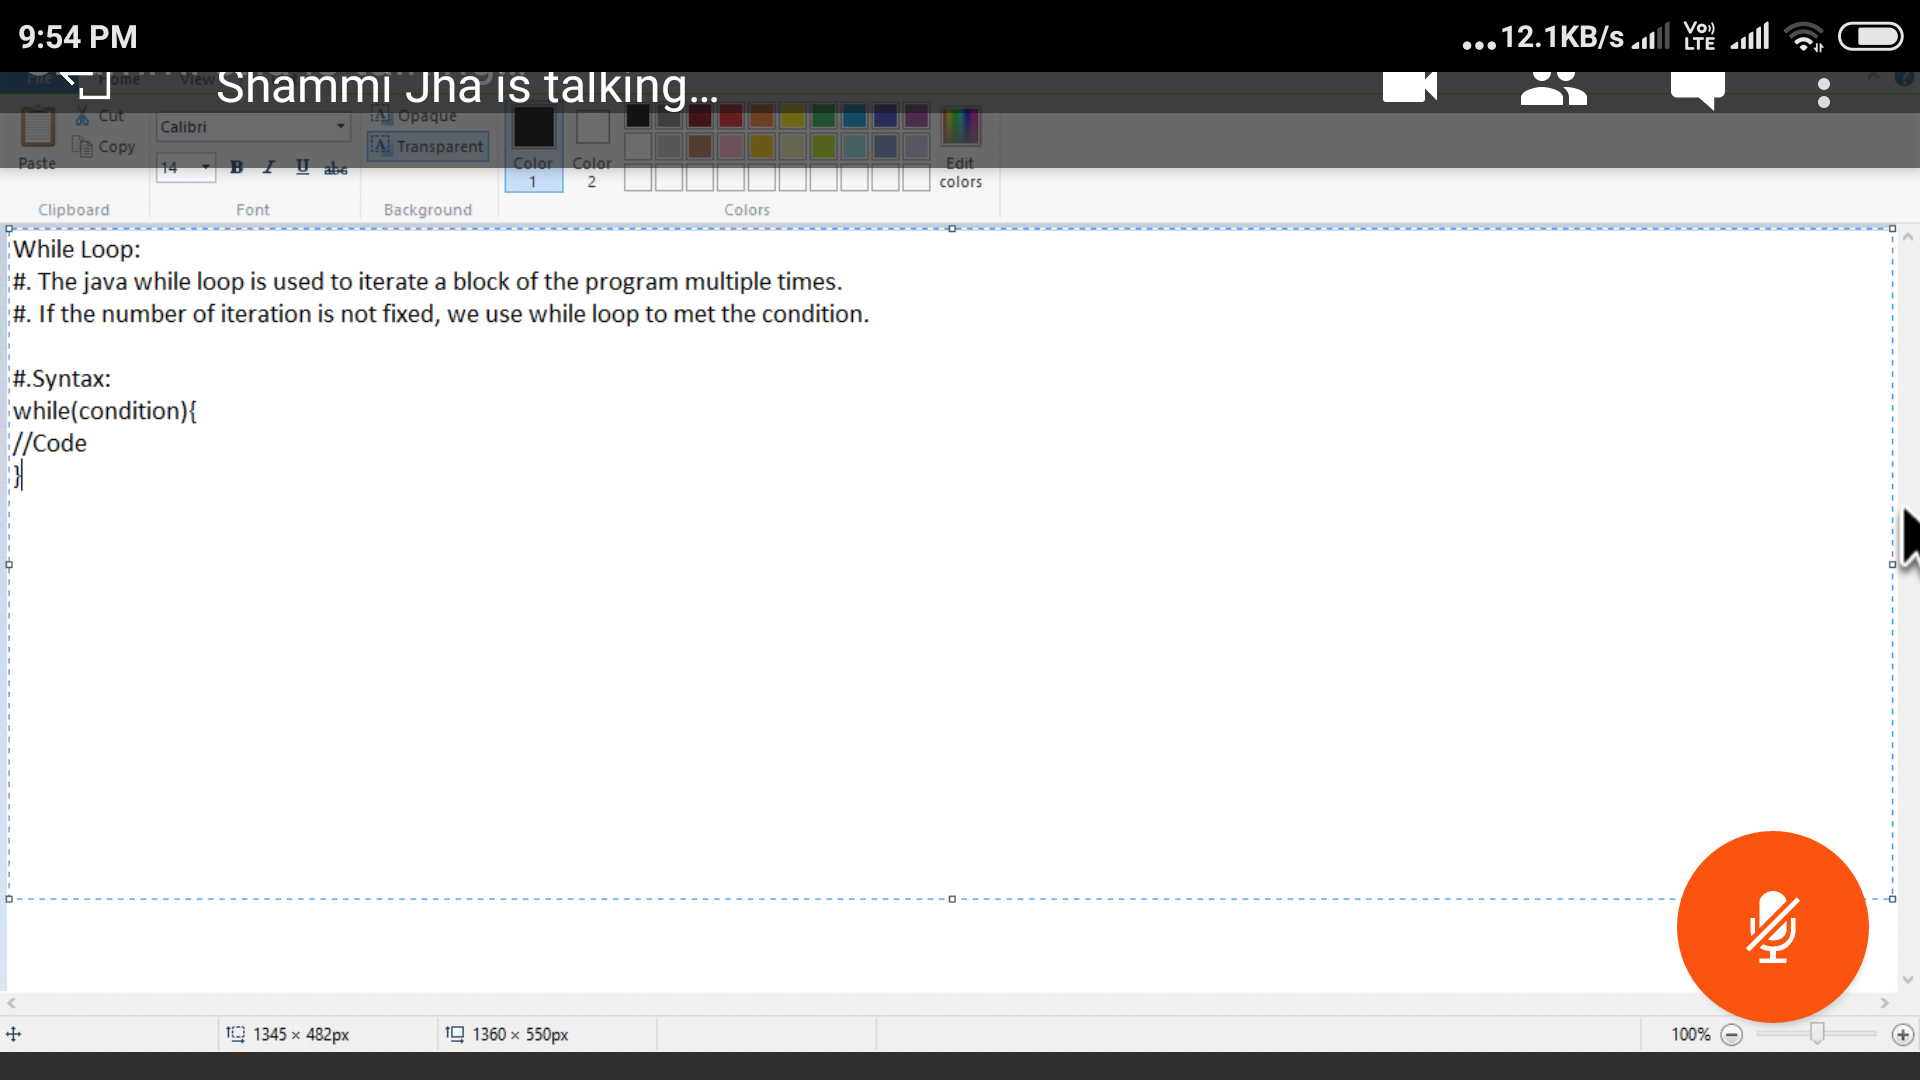 9:54 PM
...12.1KB/s
Vo)) LTE
Shammi Jha is talking...
Home View
Cut
Copy
Paste
Clipboard
Calibri
14
B I U abc
Font
Opaque
Transparent
Background
Color 1
Color 2
Edit colors
Colors
While Loop:
#. The java while loop is used to iterate a block of the program multiple times.
#. If the number of iteration is not fixed, we use while loop to met the condition.
#.Syntax:
while(condition){
//Code
}
1345 × 482px
1360 × 550px
100%